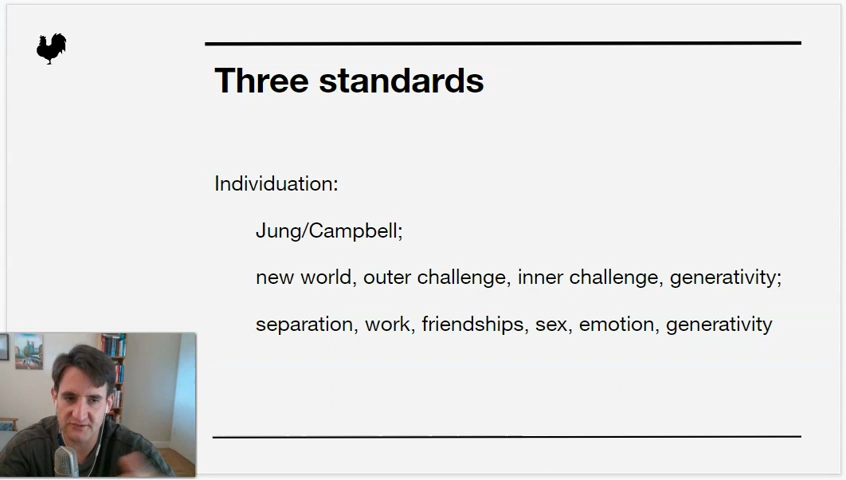 Three standards
Individuation:
Jung/Campbell;
new world, outer challenge, inner challenge, generativity;
separation, work, friendships, sex, emotion, generativity